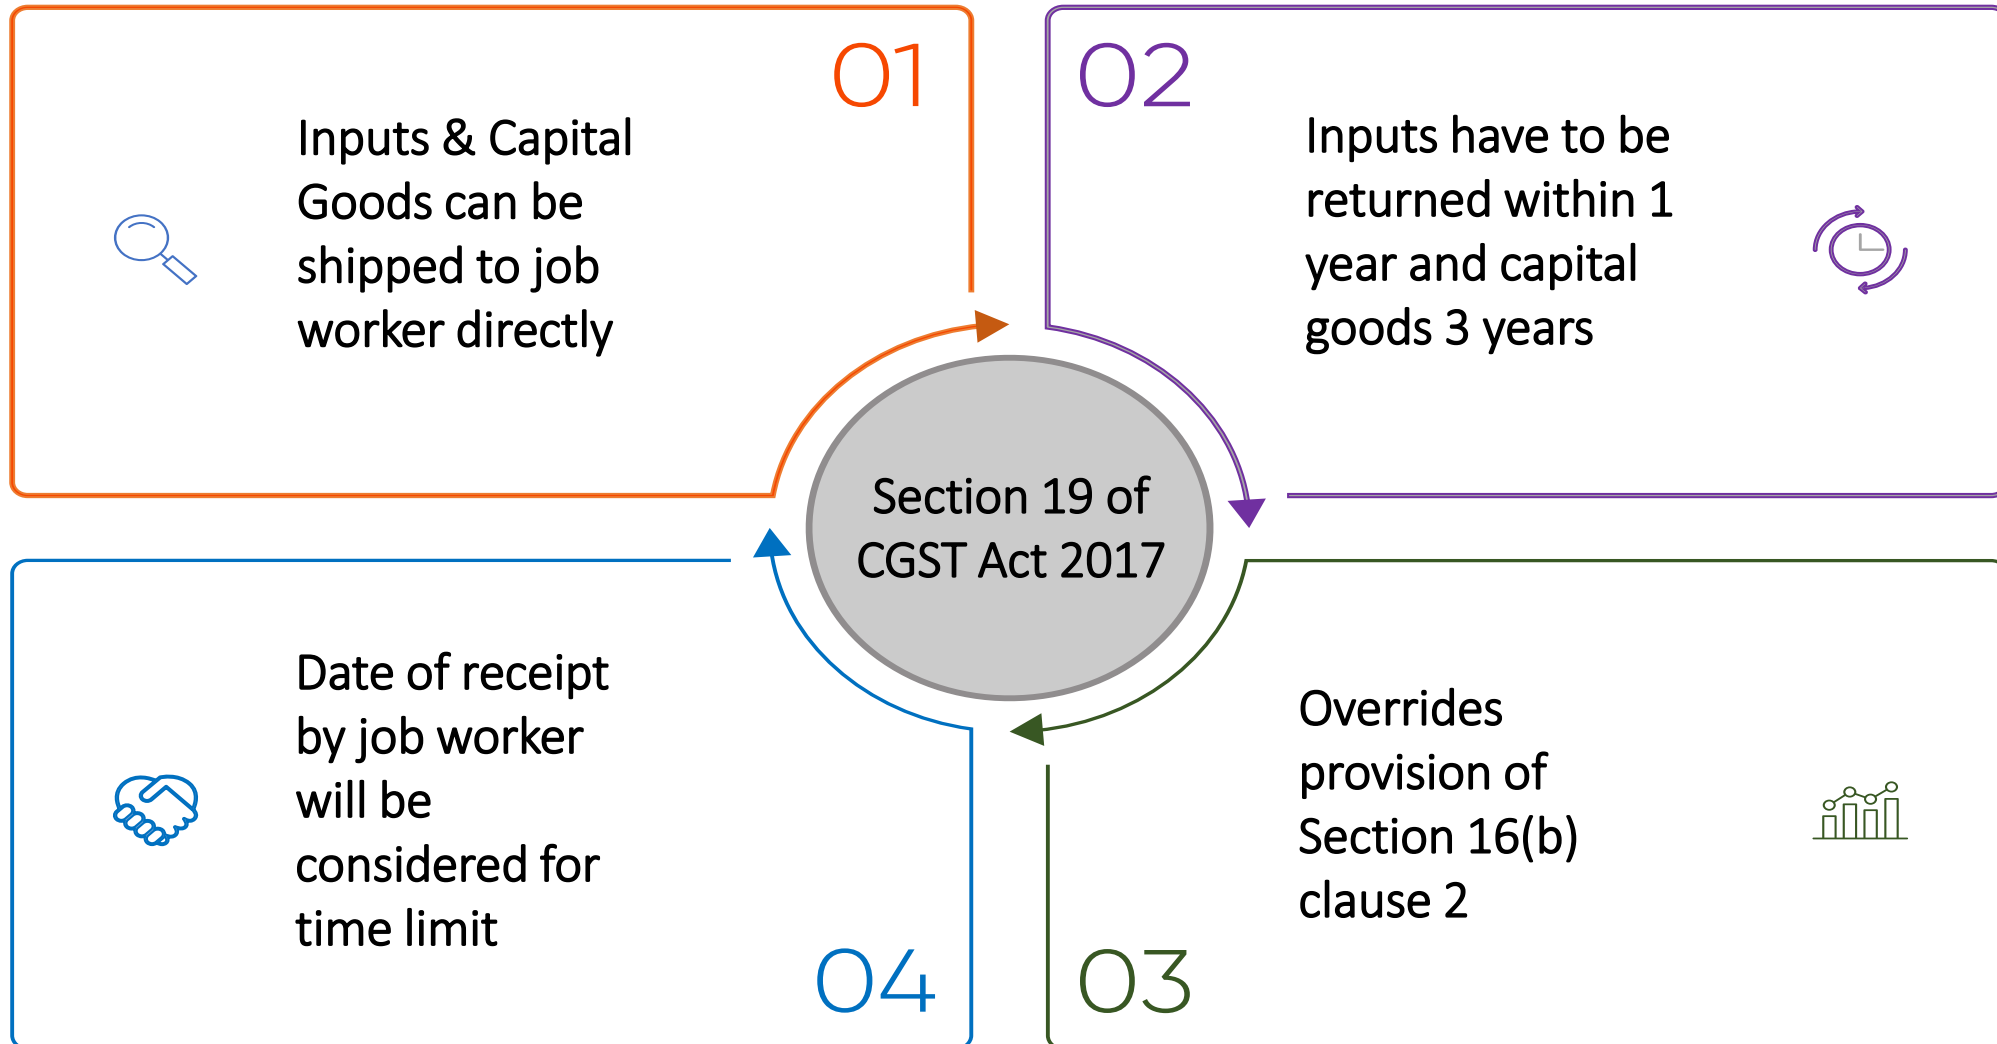 01
Inputs & Capital
Goods can be
shipped to job
worker directly
02
Inputs have to be
returned within 1
year and capital
goods 3 years
Section 19 of
CGST Act 2017
03
Overrides
provision of
Section 16(b)
clause 2
04
Date of receipt
by job worker
will be
considered for
time limit